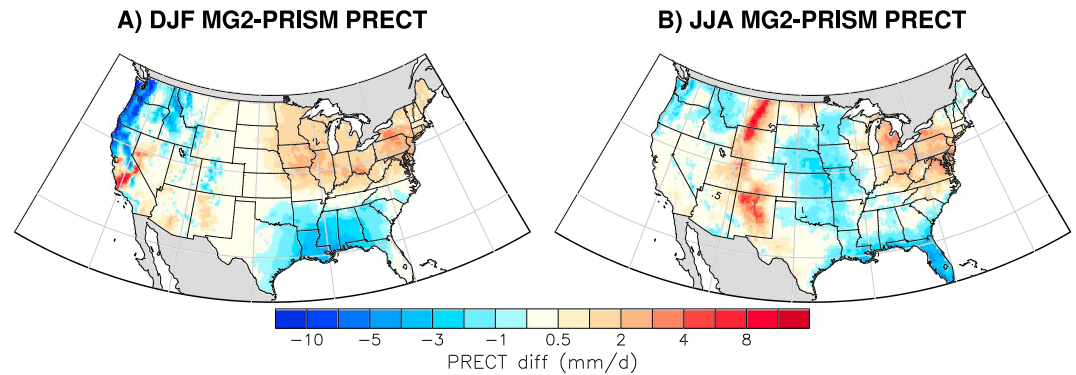 A) DJF MG2-PRISM PRECT
B) JJA MG2-PRISM PRECT
−10 −5 −3 −1 0.5 2 4 8
PRECT diff (mm/d)